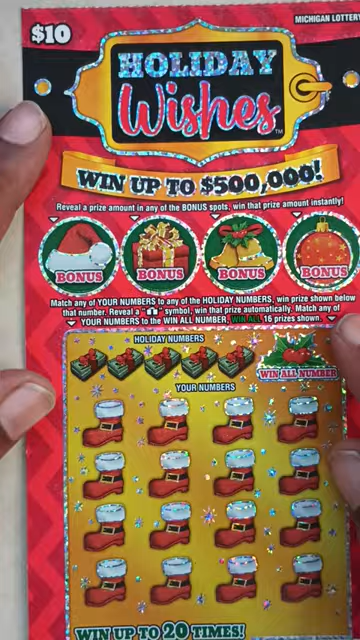 $10
MICHIGAN LOTTERY
HOLIDAY
Wishes™
WIN UP TO $500,000!
Reveal a prize amount in any of the BONUS spots, win that prize amount instantly!
BONUS BONUS BONUS BONUS
Match any of YOUR NUMBERS to any of the HOLIDAY NUMBERS, win prize shown below
that number. Reveal a " " symbol, win that prize automatically. Match any of
YOUR NUMBERS to the WIN ALL NUMBER, WIN ALL 16 prizes shown.
HOLIDAY NUMBERS
WIN ALL NUMBER
YOUR NUMBERS
WIN UP TO 20 TIMES!